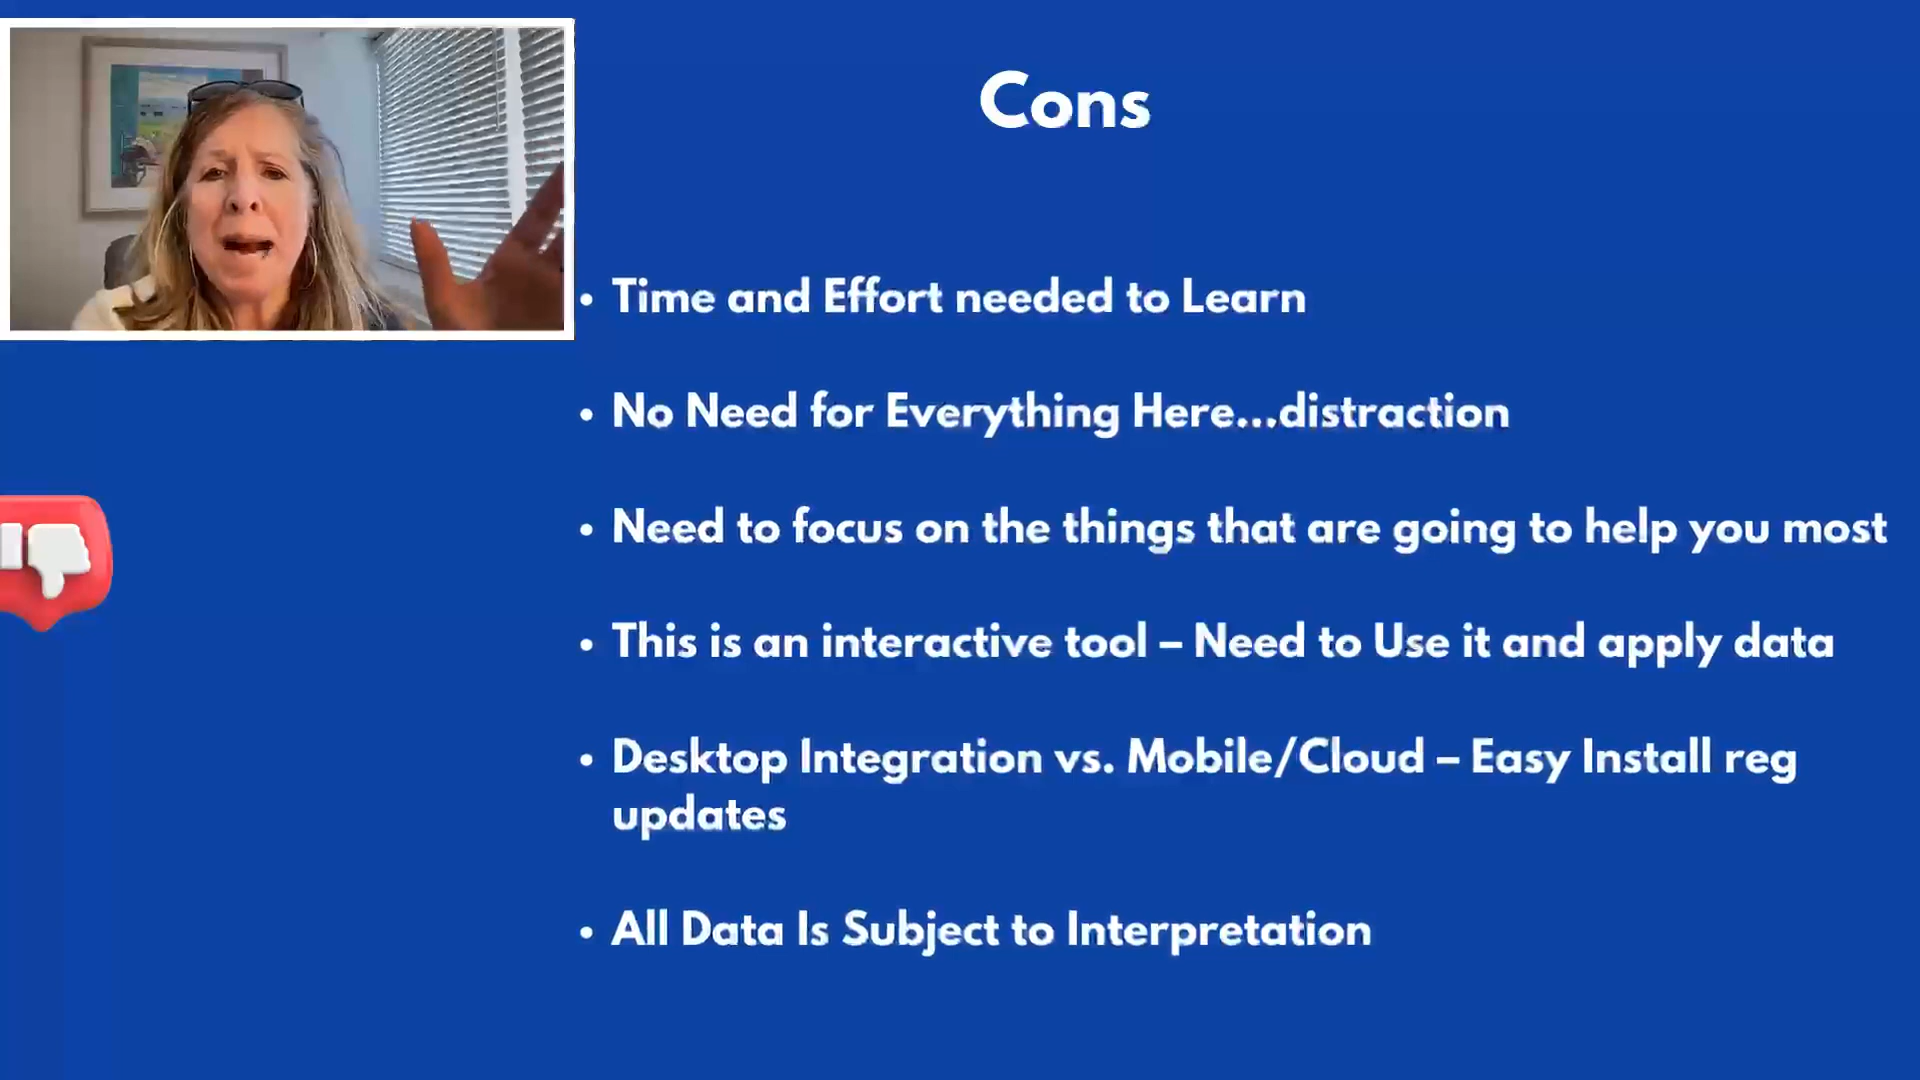 Cons
• Time and Effort needed to Learn
• No Need for Everything Here...distraction
• Need to focus on the things that are going to help you most
• This is an interactive tool – Need to Use it and apply data
• Desktop Integration vs. Mobile/Cloud – Easy Install reg
updates
• All Data Is Subject to Interpretation